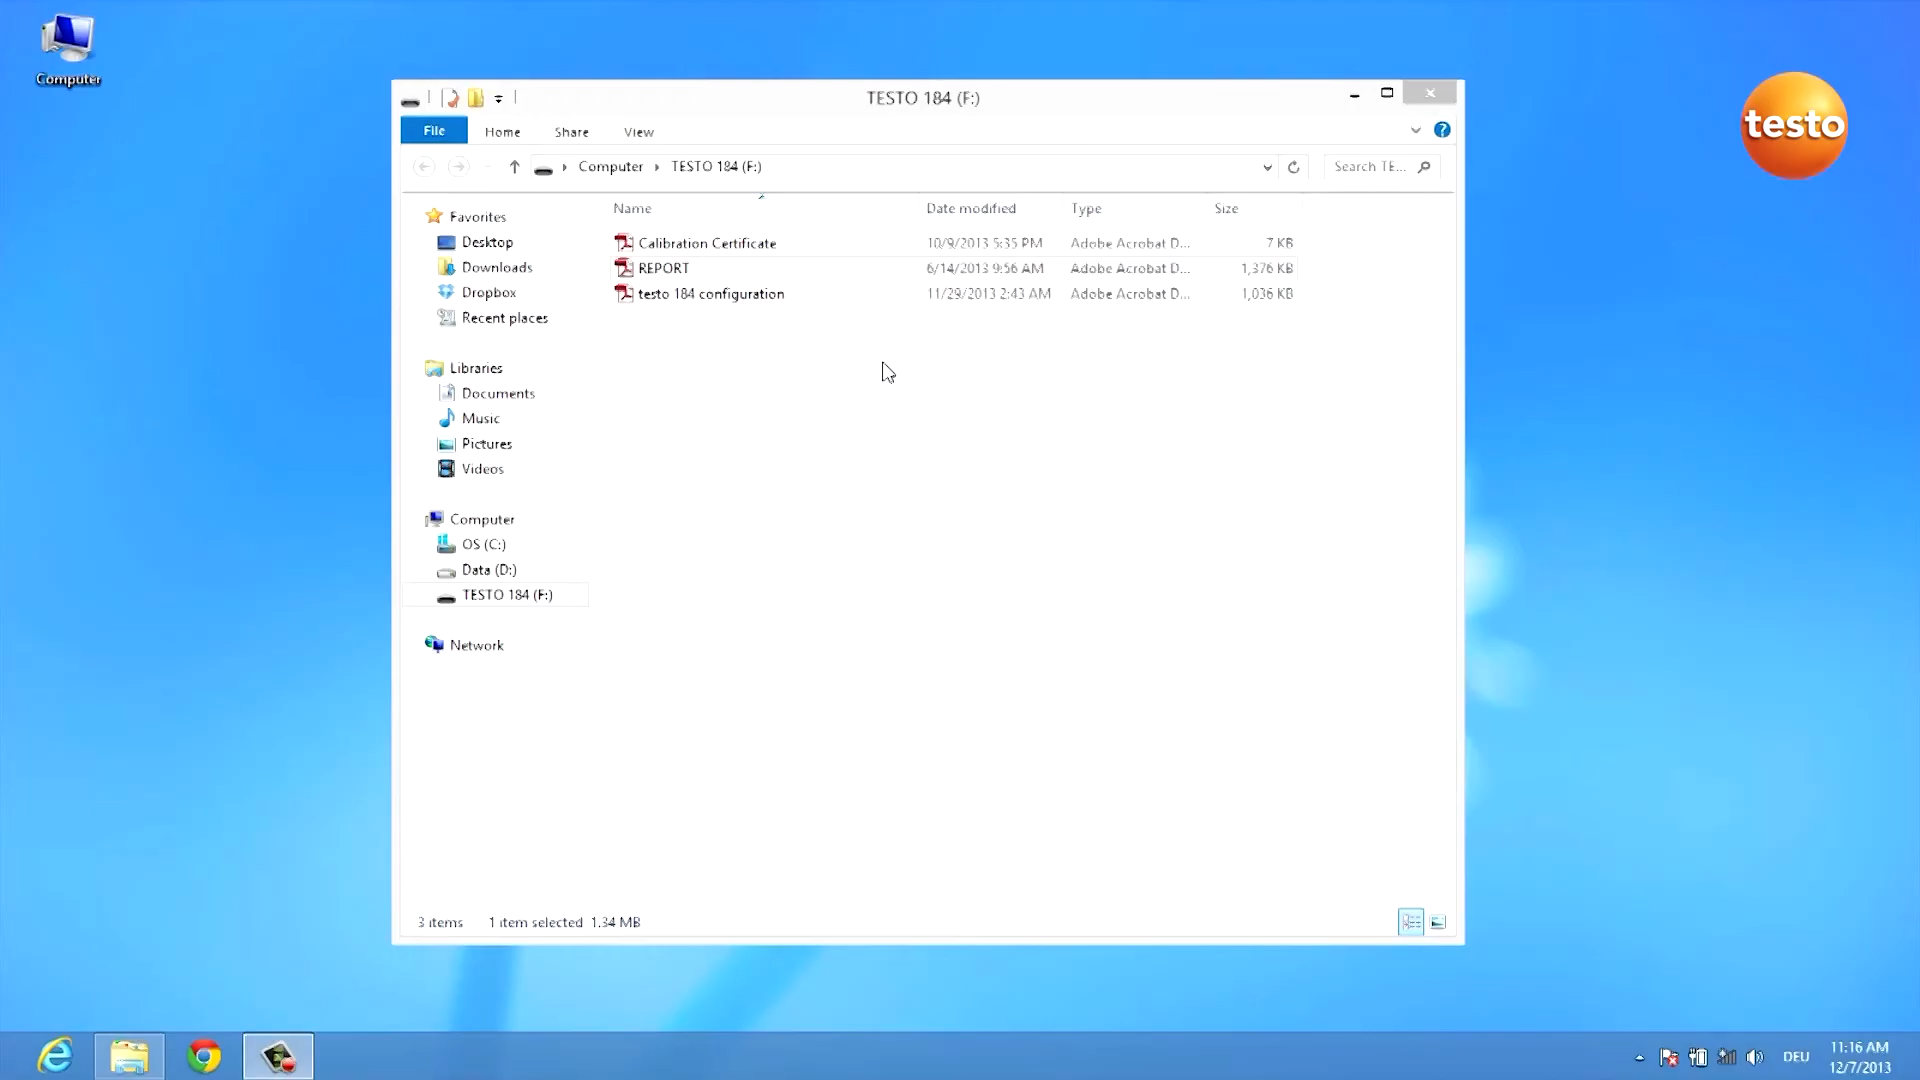 Computer
testo
TESTO 184 (F:)
File Home Share View
Computer TESTO 184 (F:) Search TE...
Name Date modified Type Size
Calibration Certificate 10/9/2013 5:35 PM Adobe Acrobat D... 7 KB
REPORT 6/14/2013 9:56 AM Adobe Acrobat D... 1,376 KB
testo 184 configuration 11/29/2013 2:43 AM Adobe Acrobat D... 1,036 KB
Favorites
Desktop
Downloads
Dropbox
Recent places
Libraries
Documents
Music
Pictures
Videos
Computer
OS (C:)
Data (D:)
TESTO 184 (F:)
Network
3 items 1 item selected 1.34 MB
DEU
11:16 AM
12/7/2013